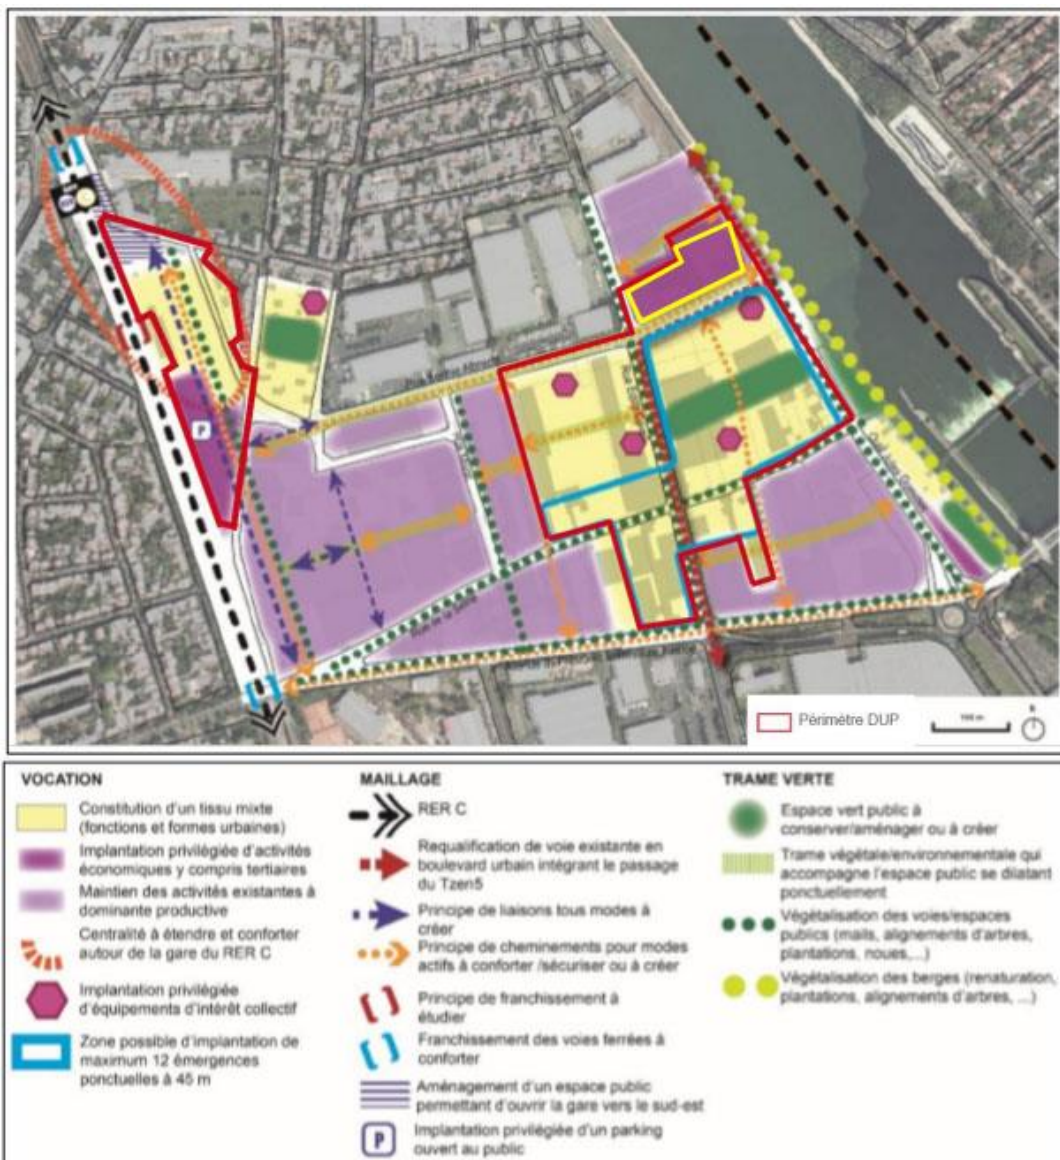 P
Périmètre DUP
100 m
VOCATION
Constitution d'un tissu mixte
(fonctions et formes urbaines)
Implantation privilégiée d'activités
économiques y compris tertiaires
Maintien des activités existantes à
dominante productive
Centralité à étendre et conforter
autour de la gare du RER C
Implantation privilégiée
d'équipements d'intérêt collectif
Zone possible d'implantation de
maximum 12 émergences
ponctuelles à 45 m
MAILLAGE
RER C
Requalification de voie existante en
boulevard urbain intégrant le passage
du Tzen5
Principe de liaisons tous modes à
créer
Principe de cheminements pour modes
actifs à conforter /sécuriser ou à créer
Principe de franchissement à
étudier
Franchissement des voies ferrées à
conforter
Aménagement d'un espace public
permettant d'ouvrir la gare vers le sud-est
P
Implantation privilégiée d'un parking
ouvert au public
TRAME VERTE
Espace vert public à
conserver/aménager ou à créer
Trame végétale/environnementale qui
accompagne l'espace public se dilatant
ponctuellement
Végétalisation des voies/espaces
publics (mails, alignements d'arbres,
plantations, noues,...)
Végétalisation des berges (renaturation,
plantations, alignements d'arbres, ...)